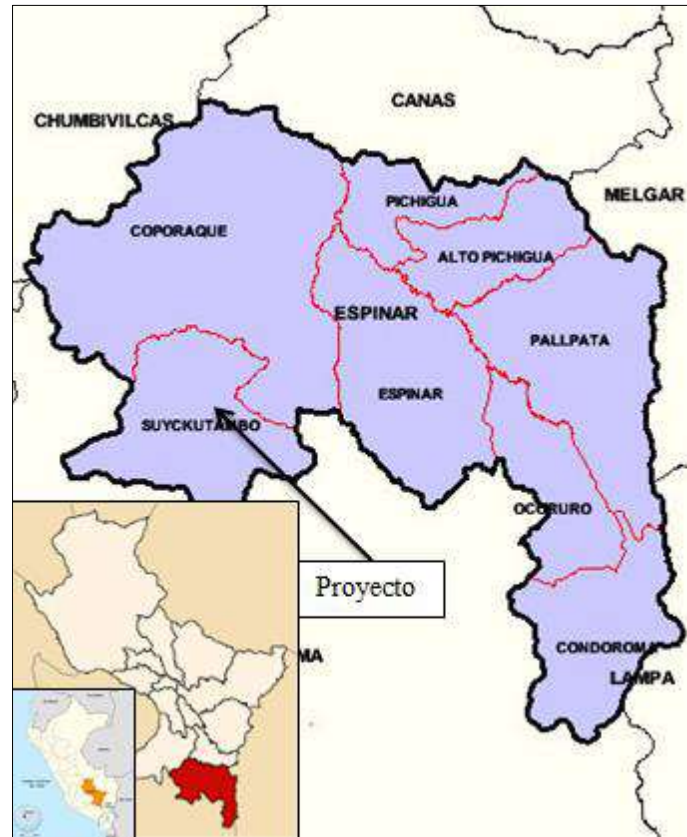 CANAS
CHUMBIVILCAS
MELGAR
PICHIGUA
COPORAQUE
ALTO PICHIGUA
ESPINAR
PALLPATA
ESPINAR
SUYCKUTAMBO
OCORURO
Proyecto
MA
CONDOROMA
LAMPA